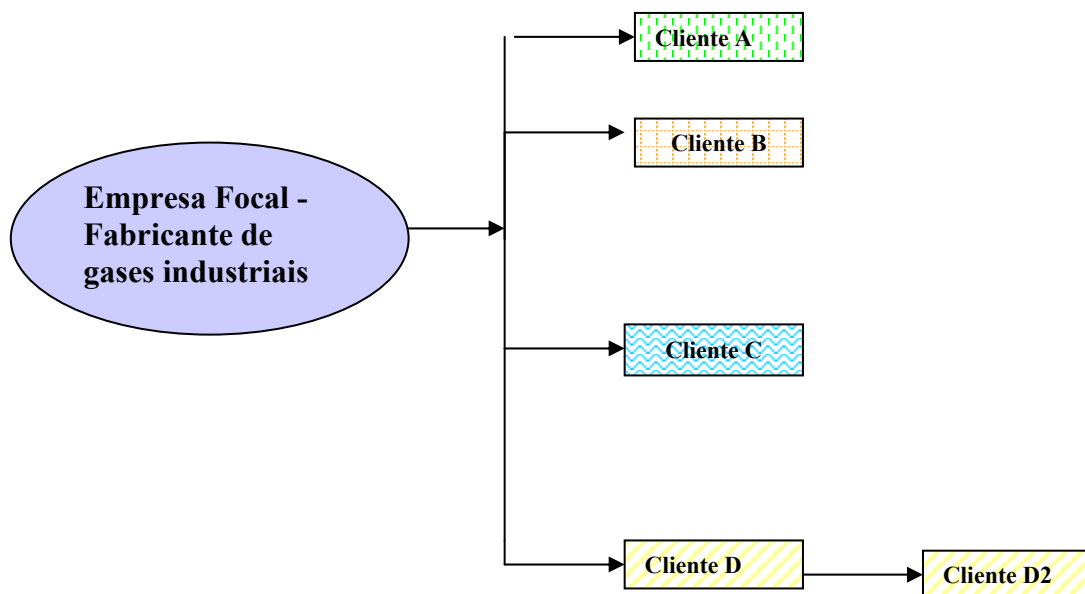 Empresa Focal -
Fabricante de
gases industriais
Cliente A
Cliente B
Cliente C
Cliente D
Cliente D2